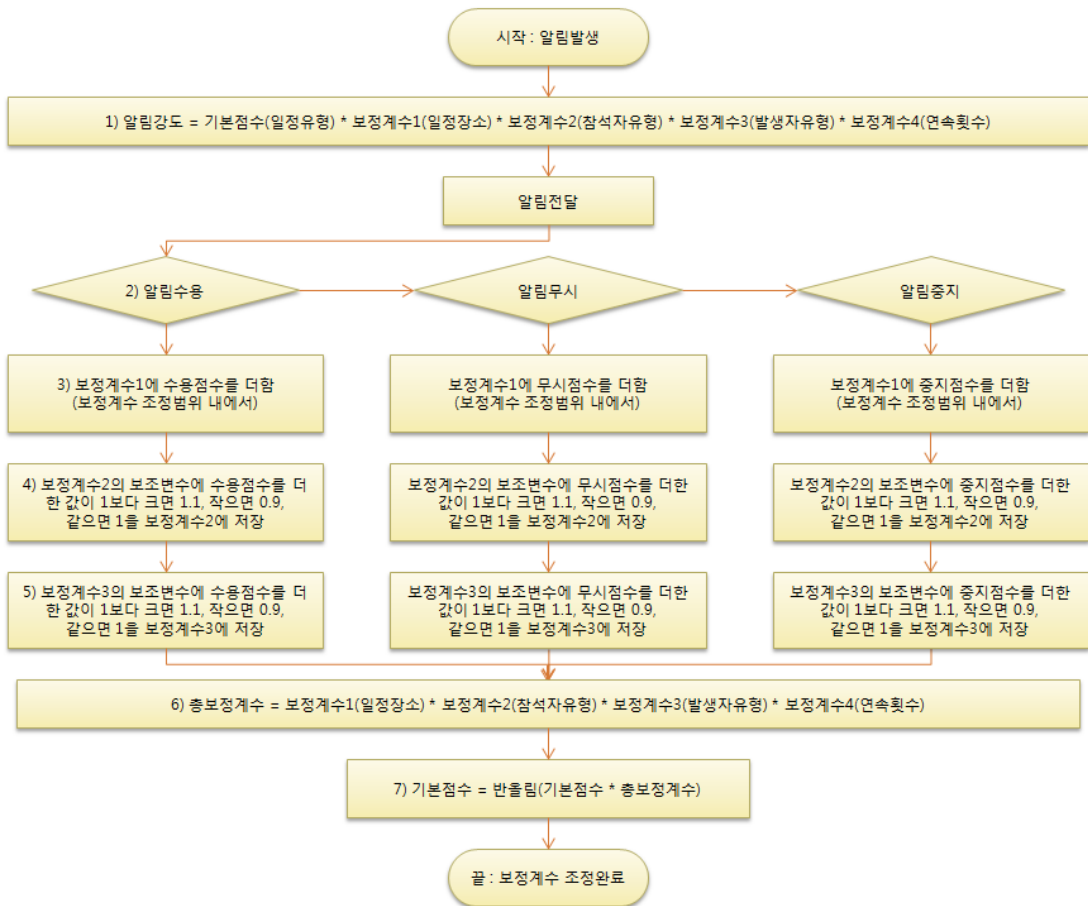 시작 : 알림발생
1) 알림강도 = 기본점수(일정유형) * 보정계수1(일정장소) * 보정계수2(참석자유형) * 보정계수3(발생자유형) * 보정계수4(연속횟수)
알림전달
2) 알림수용
알림무시
알림중지
3) 보정계수1에 수용점수를 더함
(보정계수 조정범위 내에서)
보정계수1에 무시점수를 더함
(보정계수 조정범위 내에서)
보정계수1에 중지점수를 더함
(보정계수 조정범위 내에서)
4) 보정계수2의 보조변수에 수용점수를 더
한 값이 1보다 크면 1.1, 작으면 0.9,
같으면 1을 보정계수2에 저장
보정계수2의 보조변수에 무시점수를 더한
값이 1보다 크면 1.1, 작으면 0.9,
같으면 1을 보정계수2에 저장
보정계수2의 보조변수에 중지점수를 더한
값이 1보다 크면 1.1, 작으면 0.9,
같으면 1을 보정계수2에 저장
5) 보정계수3의 보조변수에 수용점수를 더
한 값이 1보다 크면 1.1, 작으면 0.9,
같으면 1을 보정계수3에 저장
보정계수3의 보조변수에 무시점수를 더한
값이 1보다 크면 1.1, 작으면 0.9,
같으면 1을 보정계수3에 저장
보정계수3의 보조변수에 중지점수를 더한
값이 1보다 크면 1.1, 작으면 0.9,
같으면 1을 보정계수3에 저장
6) 총보정계수 = 보정계수1(일정장소) * 보정계수2(참석자유형) * 보정계수3(발생자유형) * 보정계수4(연속횟수)
7) 기본점수 = 반올림(기본점수 * 총보정계수)
끝 : 보정계수 조정완료